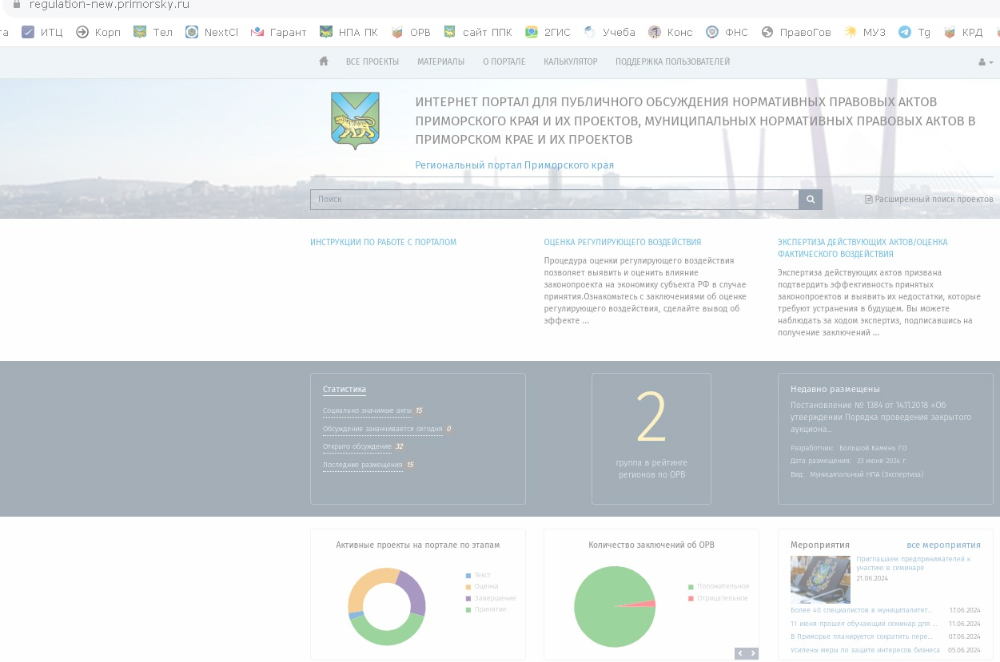 regulation-new.primorsky.ru
та ИТЦ Корп Тел NextCl Гарант НПА ПК ОРВ сайт ППК 2ГИС Учеба Конс ФНС ПравоГов МУЗ Tg КРД
ВСЕ ПРОЕКТЫ МАТЕРИАЛЫ О ПОРТАЛЕ КАЛЬКУЛЯТОР ПОДДЕРЖКА ПОЛЬЗОВАТЕЛЕЙ
ИНТЕРНЕТ ПОРТАЛ ДЛЯ ПУБЛИЧНОГО ОБСУЖДЕНИЯ НОРМАТИВНЫХ ПРАВОВЫХ АКТОВ
ПРИМОРСКОГО КРАЯ И ИХ ПРОЕКТОВ, МУНИЦИПАЛЬНЫХ НОРМАТИВНЫХ ПРАВОВЫХ АКТОВ В
ПРИМОРСКОМ КРАЕ И ИХ ПРОЕКТОВ
Региональный портал Приморского края
Поиск
Расширенный поиск проектов
ИНСТРУКЦИИ ПО РАБОТЕ С ПОРТАЛОМ
ОЦЕНКА РЕГУЛИРУЮЩЕГО ВОЗДЕЙСТВИЯ
Процедура оценки регулирующего воздействия
позволяет выявить и оценить влияние
законопроекта на экономику субъекта РФ в случае
принятия.Ознакомьтесь с заключениями об оценке
регулирующего воздействия, сделайте вывод об
эффекте ...
ЭКСПЕРТИЗА ДЕЙСТВУЮЩИХ АКТОВ/ОЦЕНКА
ФАКТИЧЕСКОГО ВОЗДЕЙСТВИЯ
Экспертиза действующих актов призвана
подтвердить эффективность принятых
законопроектов и выявить их недостатки, которые
требуют устранения в будущем. Вы можете
наблюдать за ходом экспертиз, подписавшись на
получение заключений ...
Статистика
Социально значимые акты 15
Обсуждение заканчивается сегодня 0
Открыто обсуждение 32
Последние размещения 15
2
группа в рейтинге
регионов по ОРВ
Недавно размещены
Постановление № 1384 от 14.11.2018 «Об
утверждении Порядка проведения закрытого
аукциона...
Разработчик: Большой Камень ГО
Дата размещения: 23 июня 2024 г.
Вид: Муниципальный НПА (Экспертиза)
Активные проекты на портале по этапам
Текст
Оценка
Завершение
Принятие
Количество заключений об ОРВ
Положительное
Отрицательное
Мероприятия все мероприятия
Приглашаем предпринимателей к
участию в семинаре
21.06.2024
Более 40 специалистов в муниципалитет... 17.06.2024
11 июня прошел обучающий семинар для ... 11.06.2024
В Приморье планируется сократить пере... 07.06.2024
Усилены меры по защите интересов бизнеса 05.06.2024